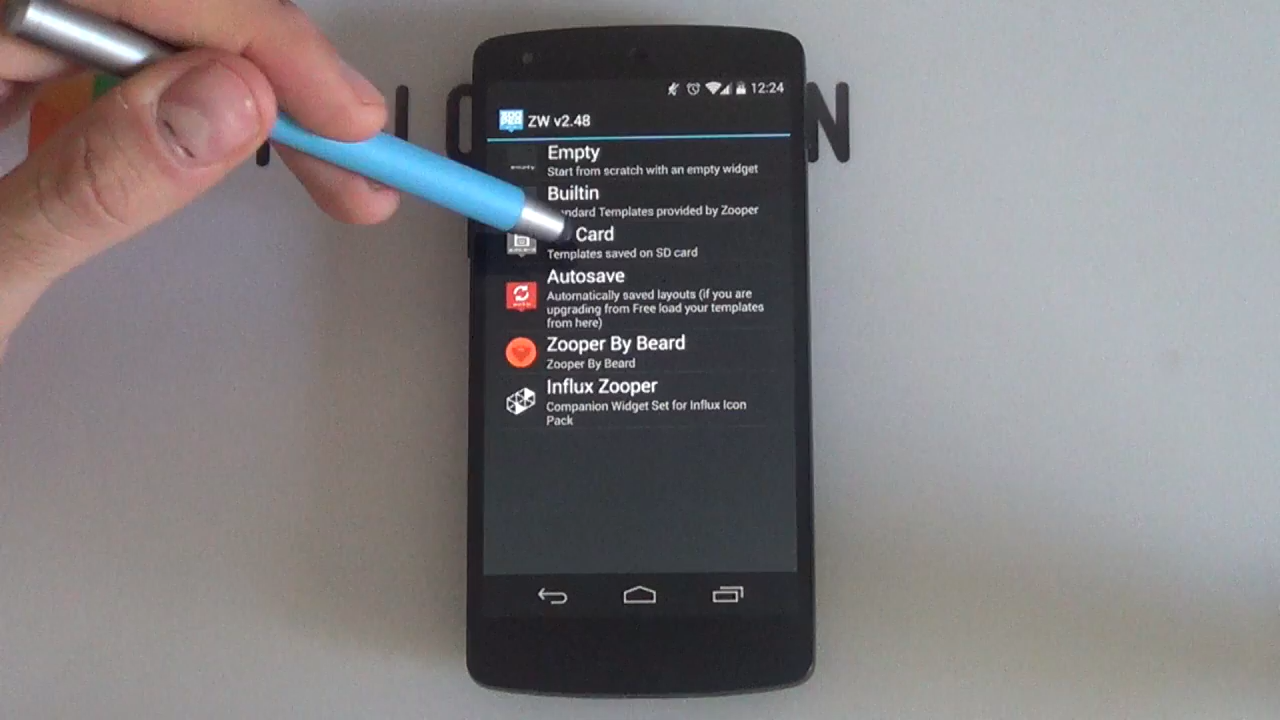 12:24
ZW v2.48
Empty
Start from scratch with an empty widget
Builtin
Templates provided by Zooper
Card
Templates saved on SD card
Autosave
Automatically saved layouts (if you are
upgrading from Free load your templates
from here)
Zooper By Beard
Zooper By Beard
Influx Zooper
Companion Widget Set for Influx Icon
Pack
N